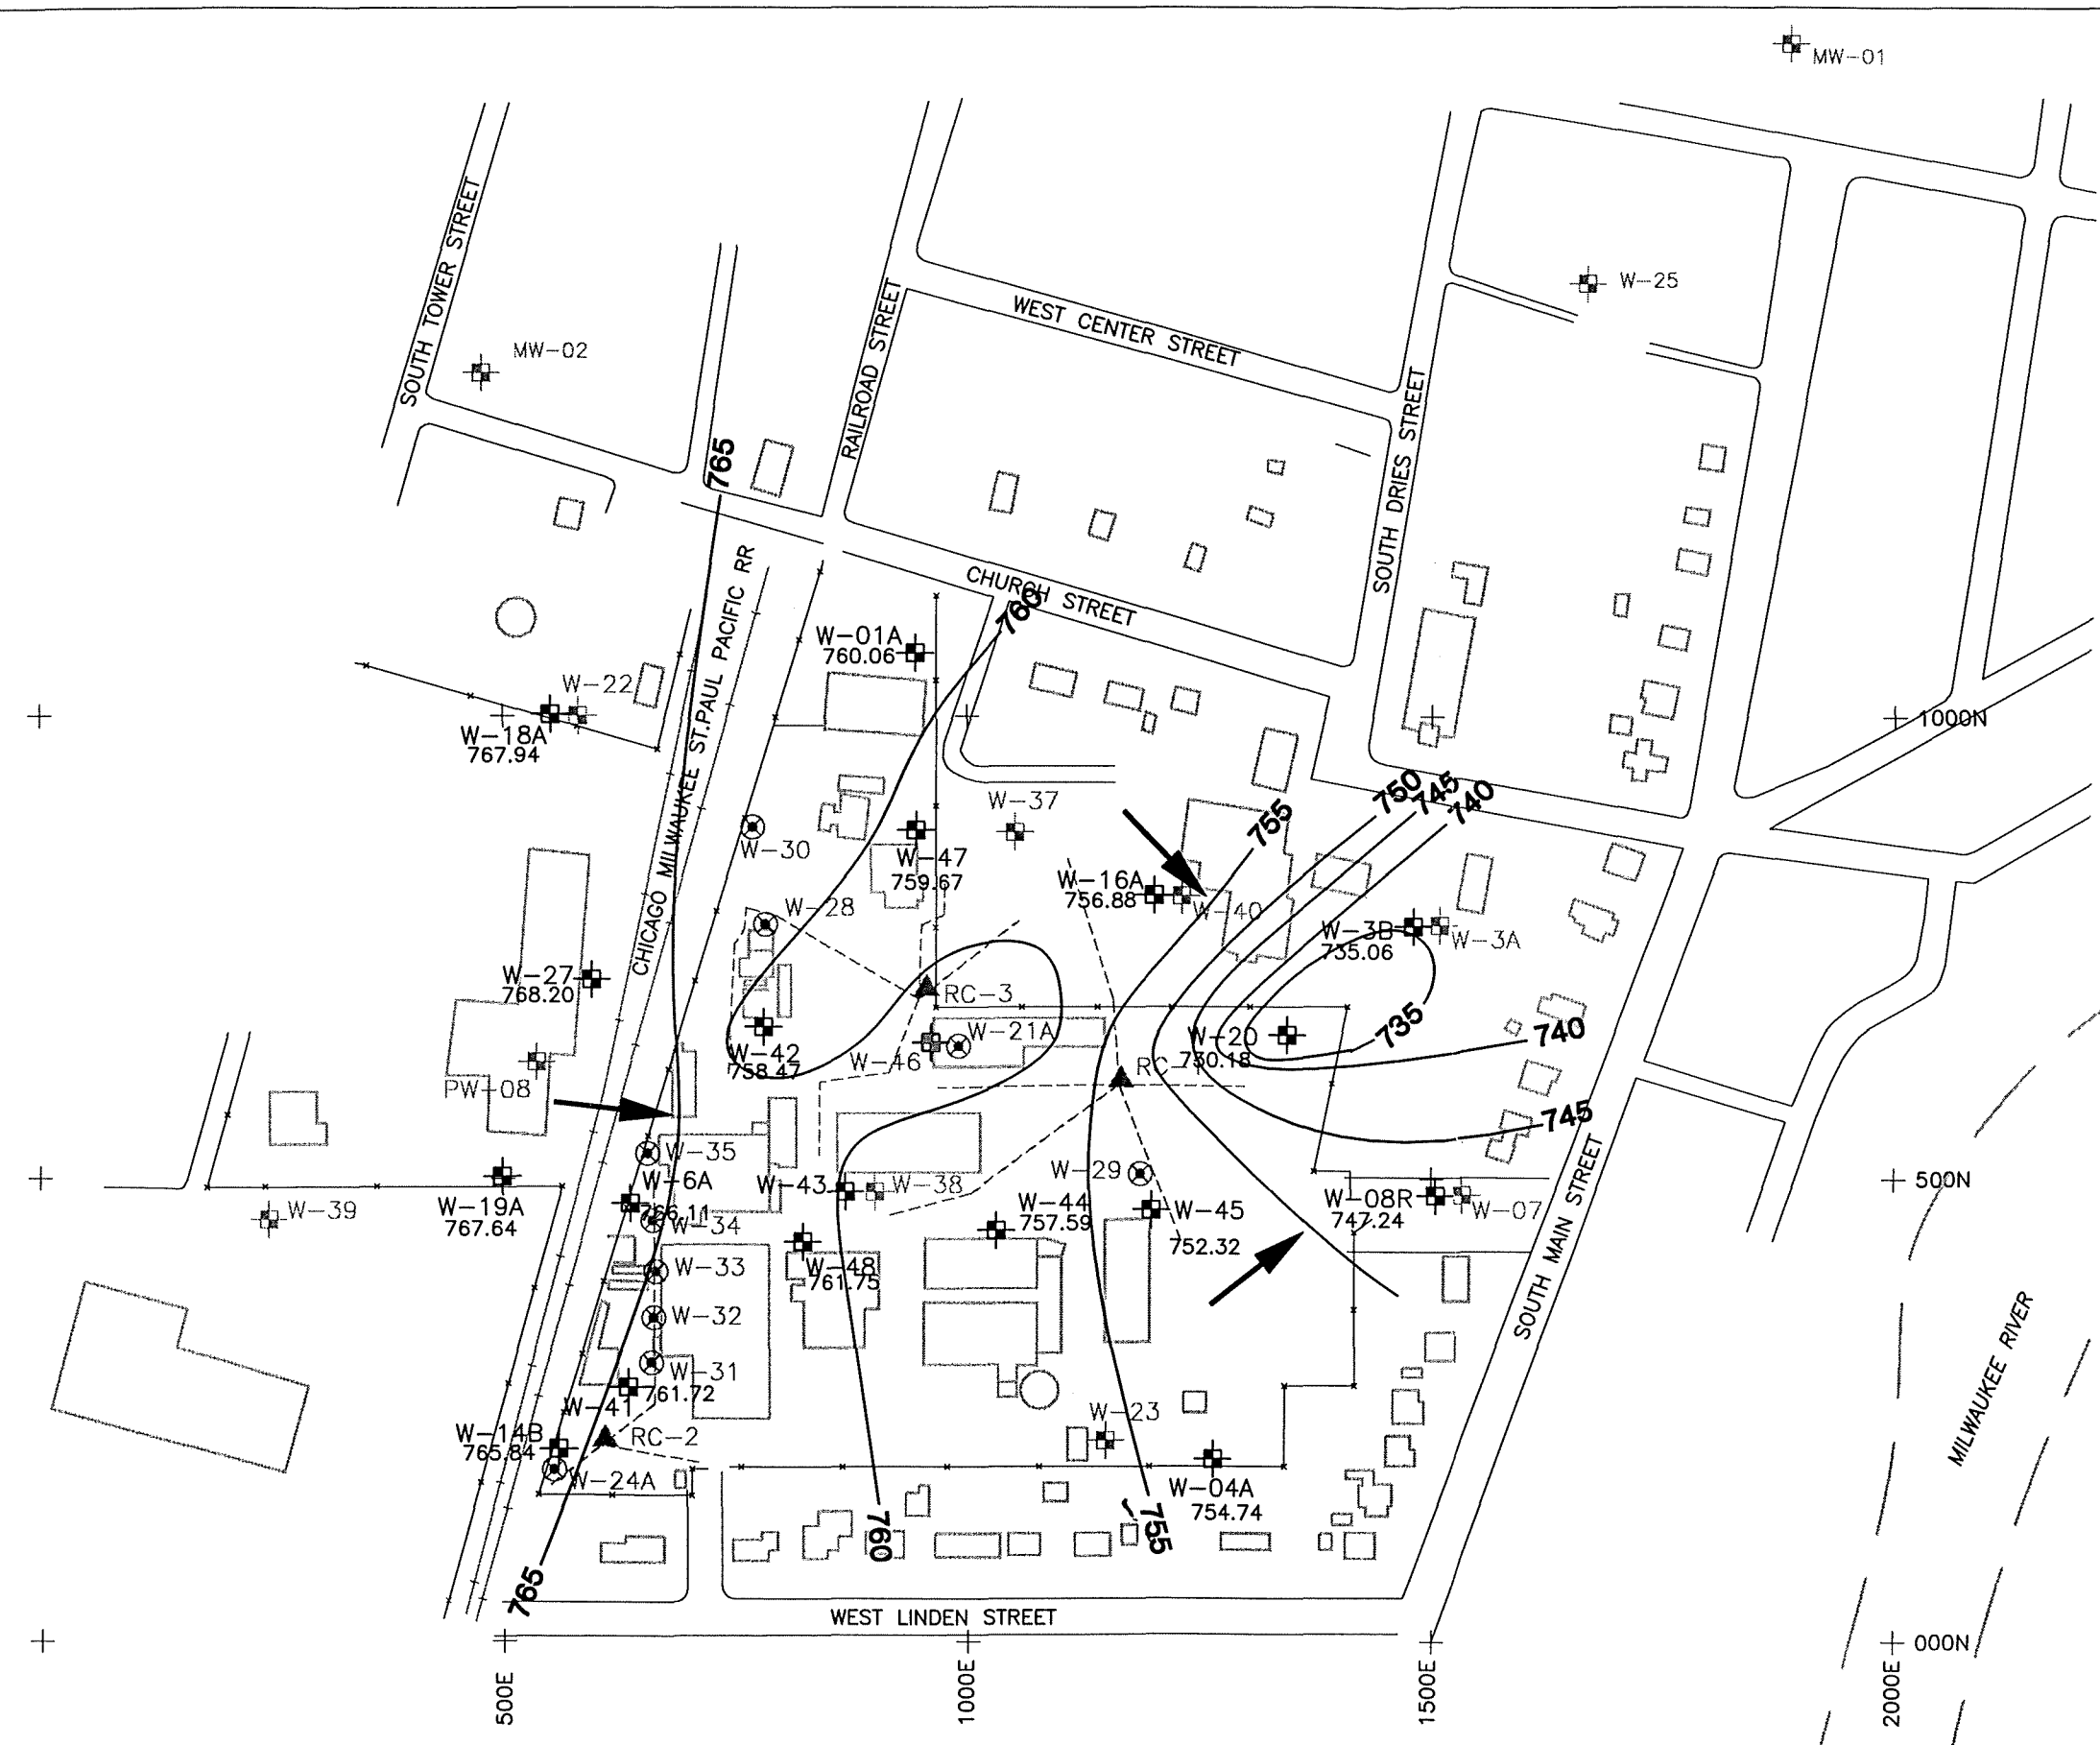 MW-01
W-25
SOUTH TOWER STREET
MW-02
RAILROAD STREET
WEST CENTER STREET
SOUTH DRIES STREET
765
CHICAGO MILWAUKEE ST.PAUL PACIFIC RR
CHURCH STREET
760
W-01A
760.06
W-22
W-18A
767.94
1000N
W-37
W-30
W-47
759.67
755
750
745
740
W-28
W-16A
756.88
W-40
W-3B
735.06
W-3A
W-27
768.20
RC-3
W-21A
W-46
W-42
758.47
W-20
730.18
735
740
RC-1
PW-08
745
W-35
W-6A
766.11
W-34
W-43
W-38
W-29
W-44
757.59
W-45
752.32
W-08R
747.24
W-07
500N
W-39
W-19A
767.64
W-33
W-48
761.75
W-32
W-31
761.72
W-41
W-14B
765.84
RC-2
W-24A
W-23
W-04A
754.74
SOUTH MAIN STREET
MILWAUKEE RIVER
765
760
755
WEST LINDEN STREET
000N
500E
1000E
1500E
2000E